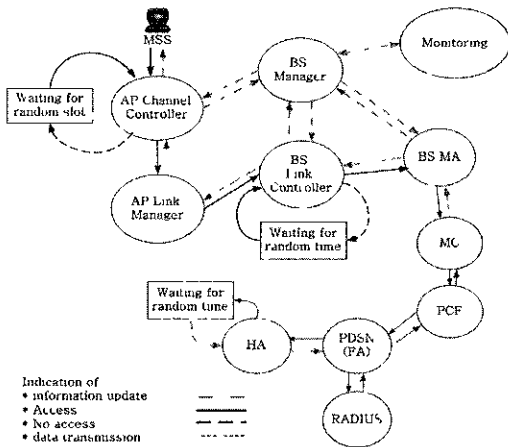 MSS
BS
Manager
Monitoring
Waiting for
random slot
AP Channel
Controller
AP Link
Manager
BS
Link
Controller
BS MA
Waiting for
random time
MC
Waiting for
random time
HA
PDSN
(FA)
PCF
RADIUS
Indication of
* information update
* Access
* No access
* data transmission